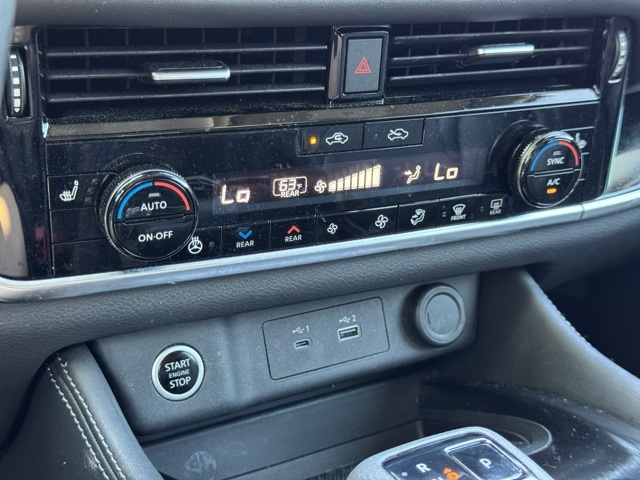 Lo
63°F
REAR
Lo
AUTO
ON·OFF
REAR
REAR
FRONT
REAR
SYNC
A/C
1
2
START
ENGINE
STOP
R
P